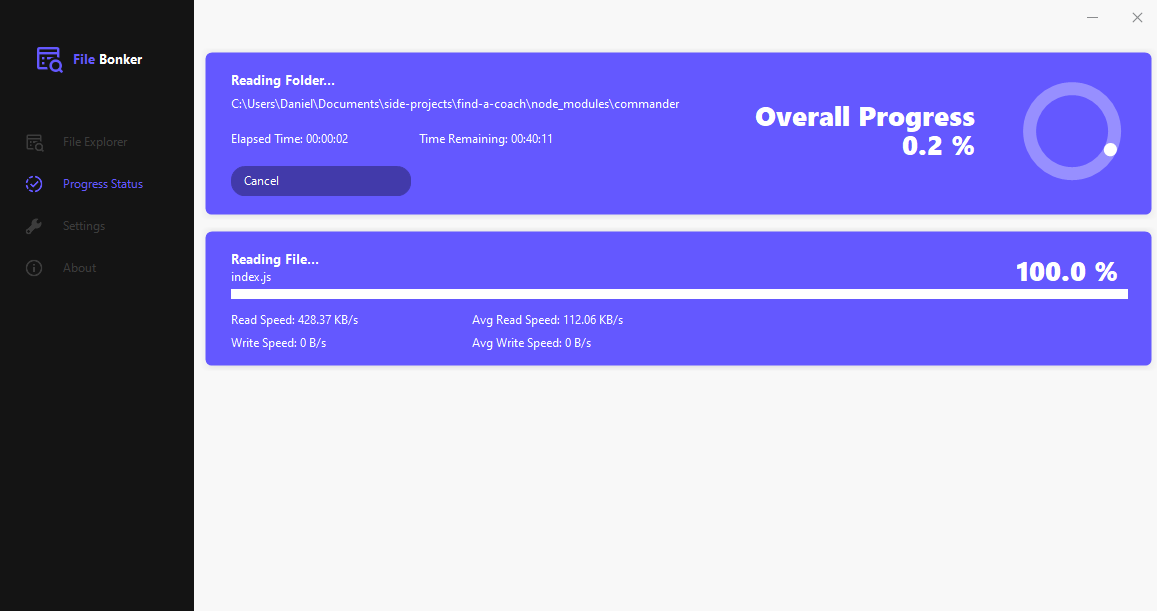 File Bonker
File Explorer
Progress Status
Settings
About
Reading Folder...
C:\Users\Daniel\Documents\side-projects\find-a-coach\node_modules\commander
Elapsed Time: 00:00:02
Time Remaining: 00:40:11
Cancel
Overall Progress
0.2 %
Reading File...
index.js
100.0 %
Read Speed: 428.37 KB/s
Avg Read Speed: 112.06 KB/s
Write Speed: 0 B/s
Avg Write Speed: 0 B/s